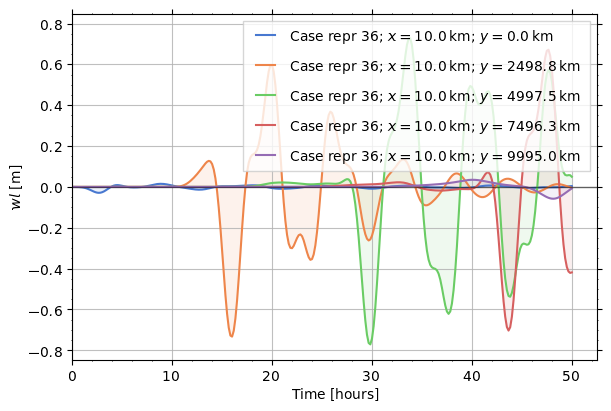 0.8
0.6
0.4
0.2
0.0
−0.2
−0.4
−0.6
−0.8
wl [m]
Case repr 36; x = 10.0 km; y = 0.0 km
Case repr 36; x = 10.0 km; y = 2498.8 km
Case repr 36; x = 10.0 km; y = 4997.5 km
Case repr 36; x = 10.0 km; y = 7496.3 km
Case repr 36; x = 10.0 km; y = 9995.0 km
0 10 20 30 40 50
Time [hours]